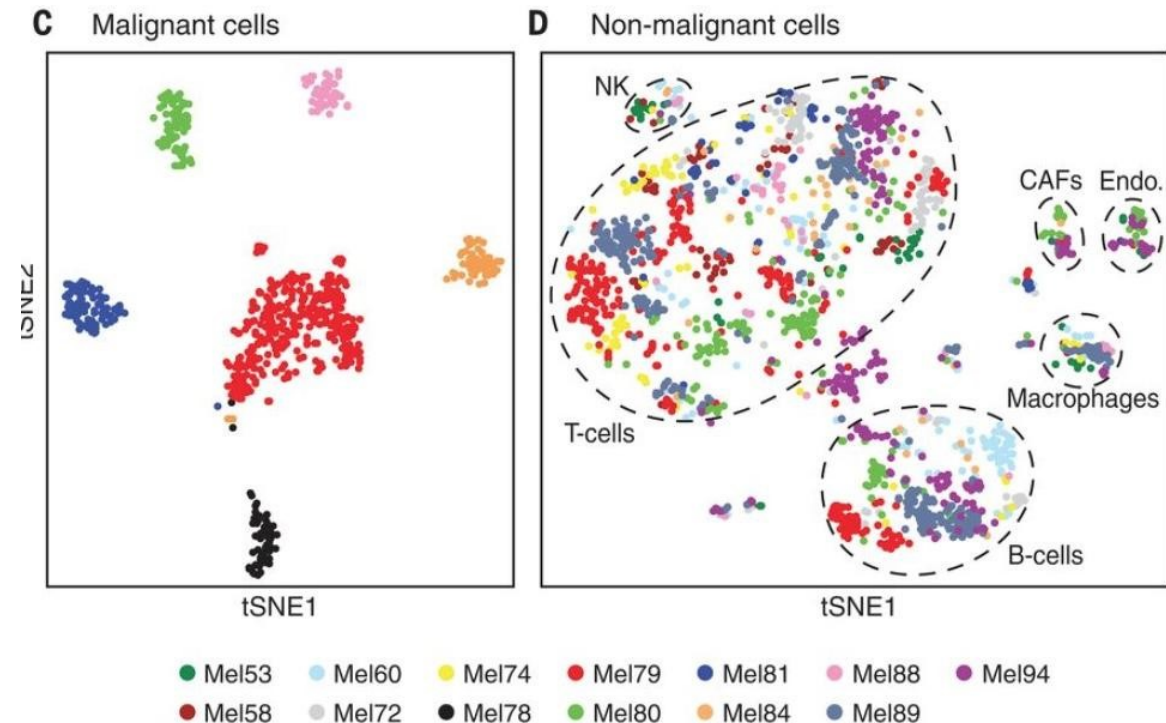 C Malignant cells
D Non-malignant cells
NK
CAFs Endo.
tSNE2
Macrophages
T-cells
B-cells
tSNE1
tSNE1
Mel53 Mel60 Mel74 Mel79 Mel81 Mel88 Mel94
Mel58 Mel72 Mel78 Mel80 Mel84 Mel89